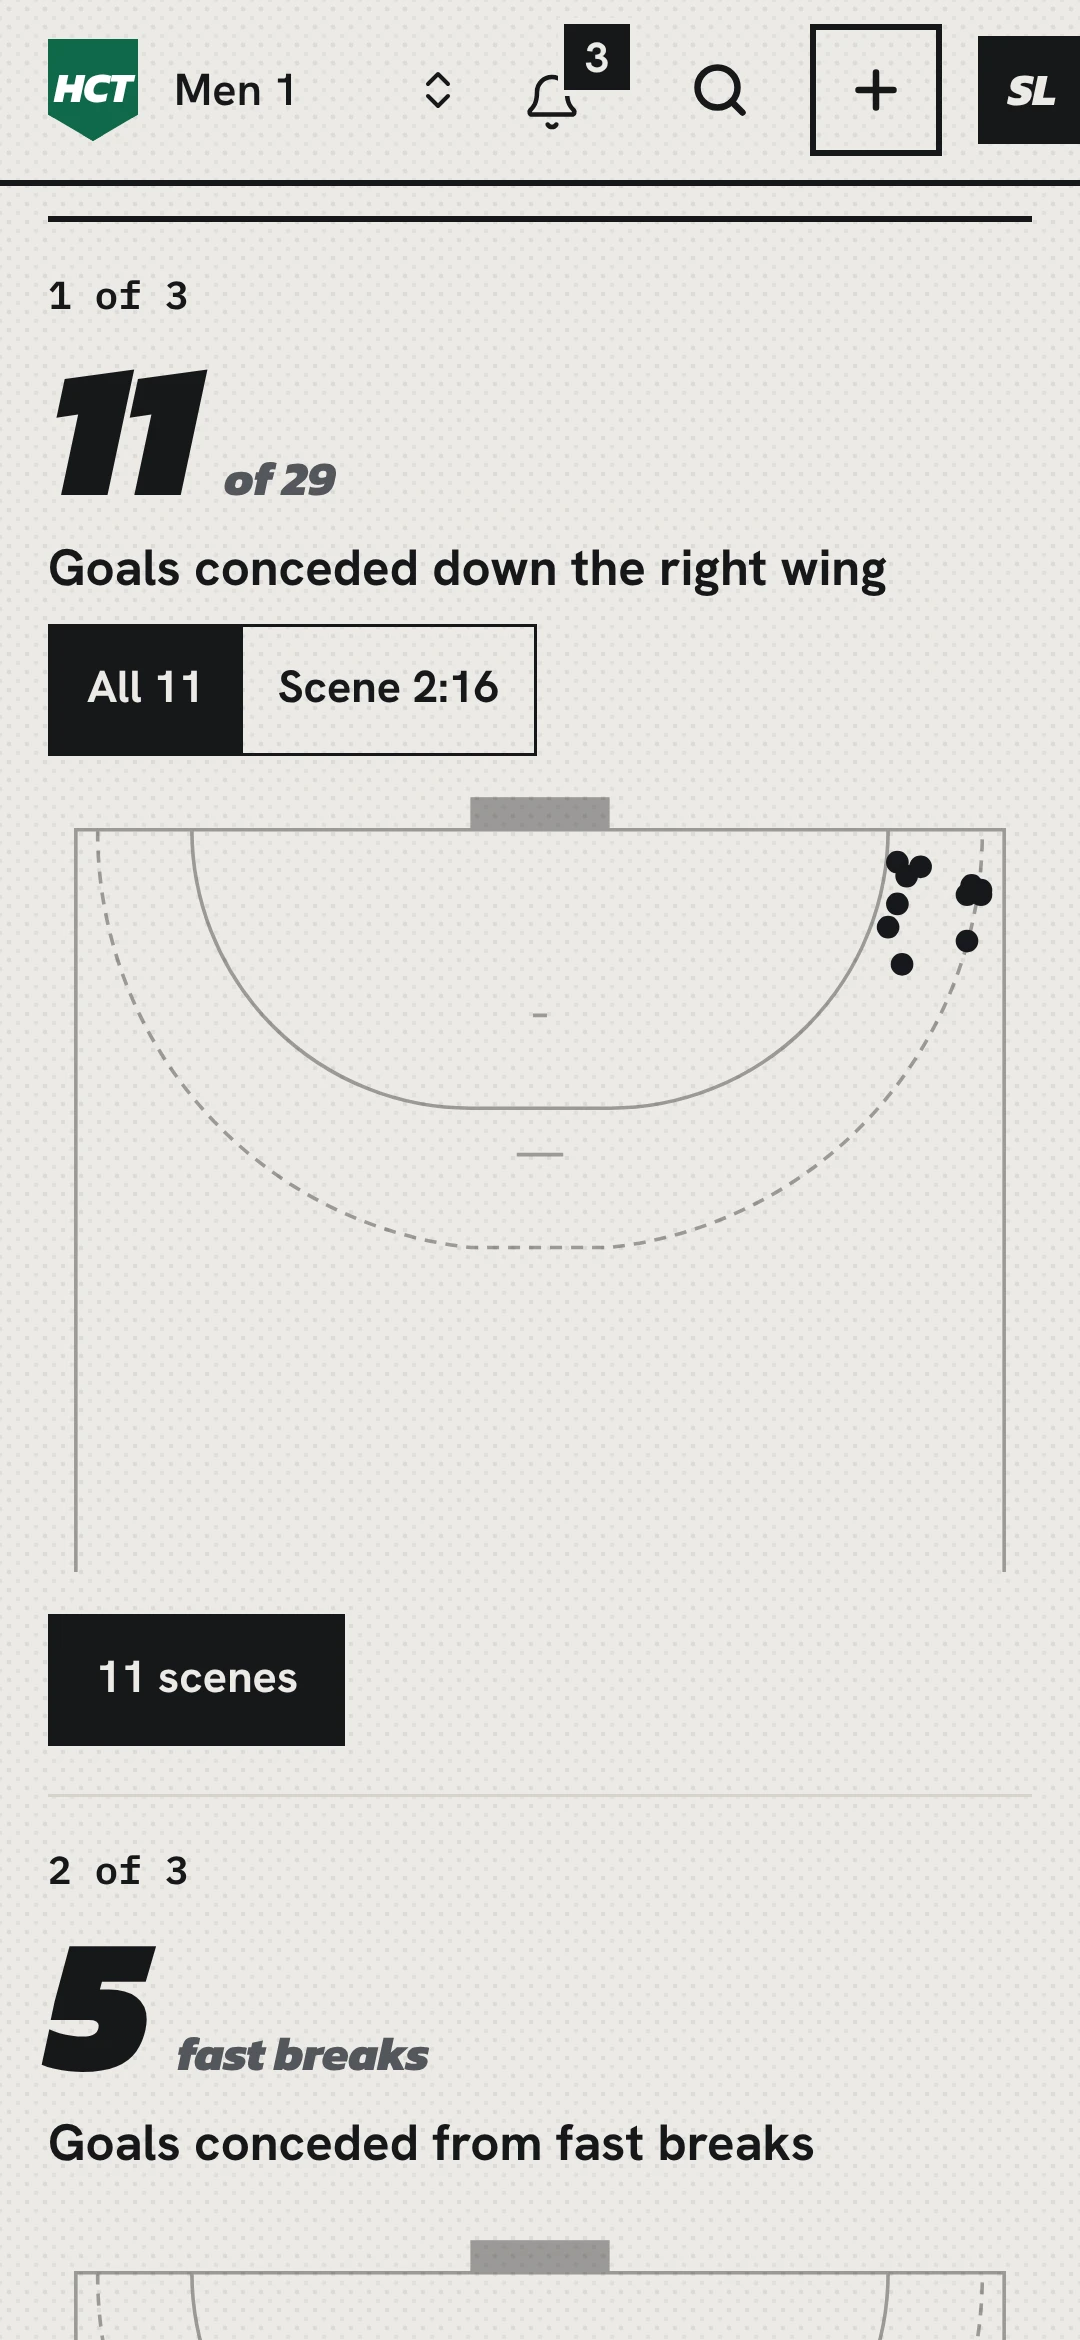 HCT
Men 1
3
SL
1 of 3
11 of 29
Goals conceded down the right wing
All 11
Scene 2:16
11 scenes
2 of 3
5 fast breaks
Goals conceded from fast breaks